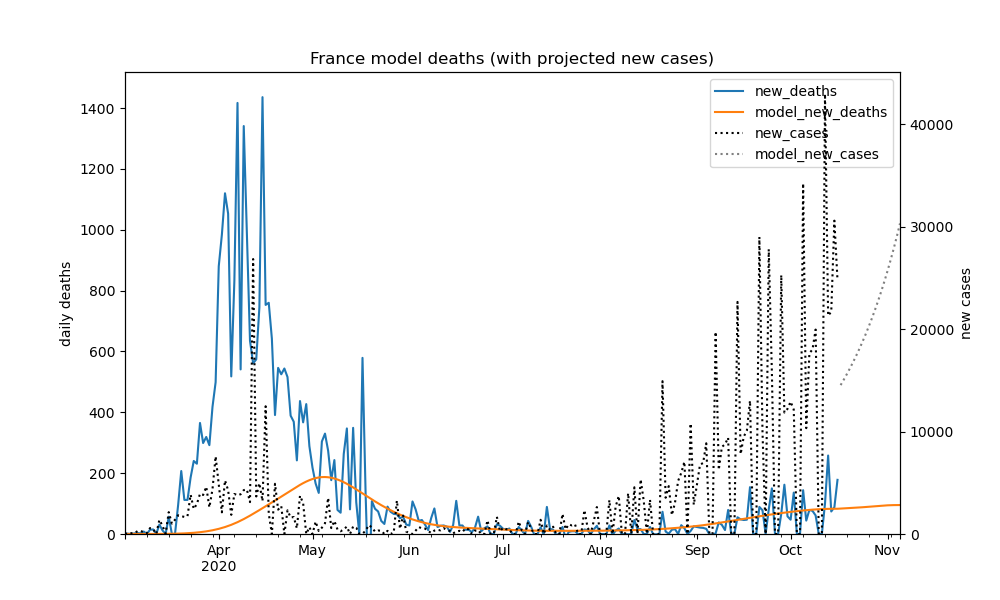 France model deaths (with projected new cases)
new_deaths
model_new_deaths
new_cases
model_new_cases
1400
1200
1000
800
600
400
200
0
daily deaths
40000
30000
20000
10000
0
new cases
Apr May Jun Jul Aug Sep Oct Nov
2020